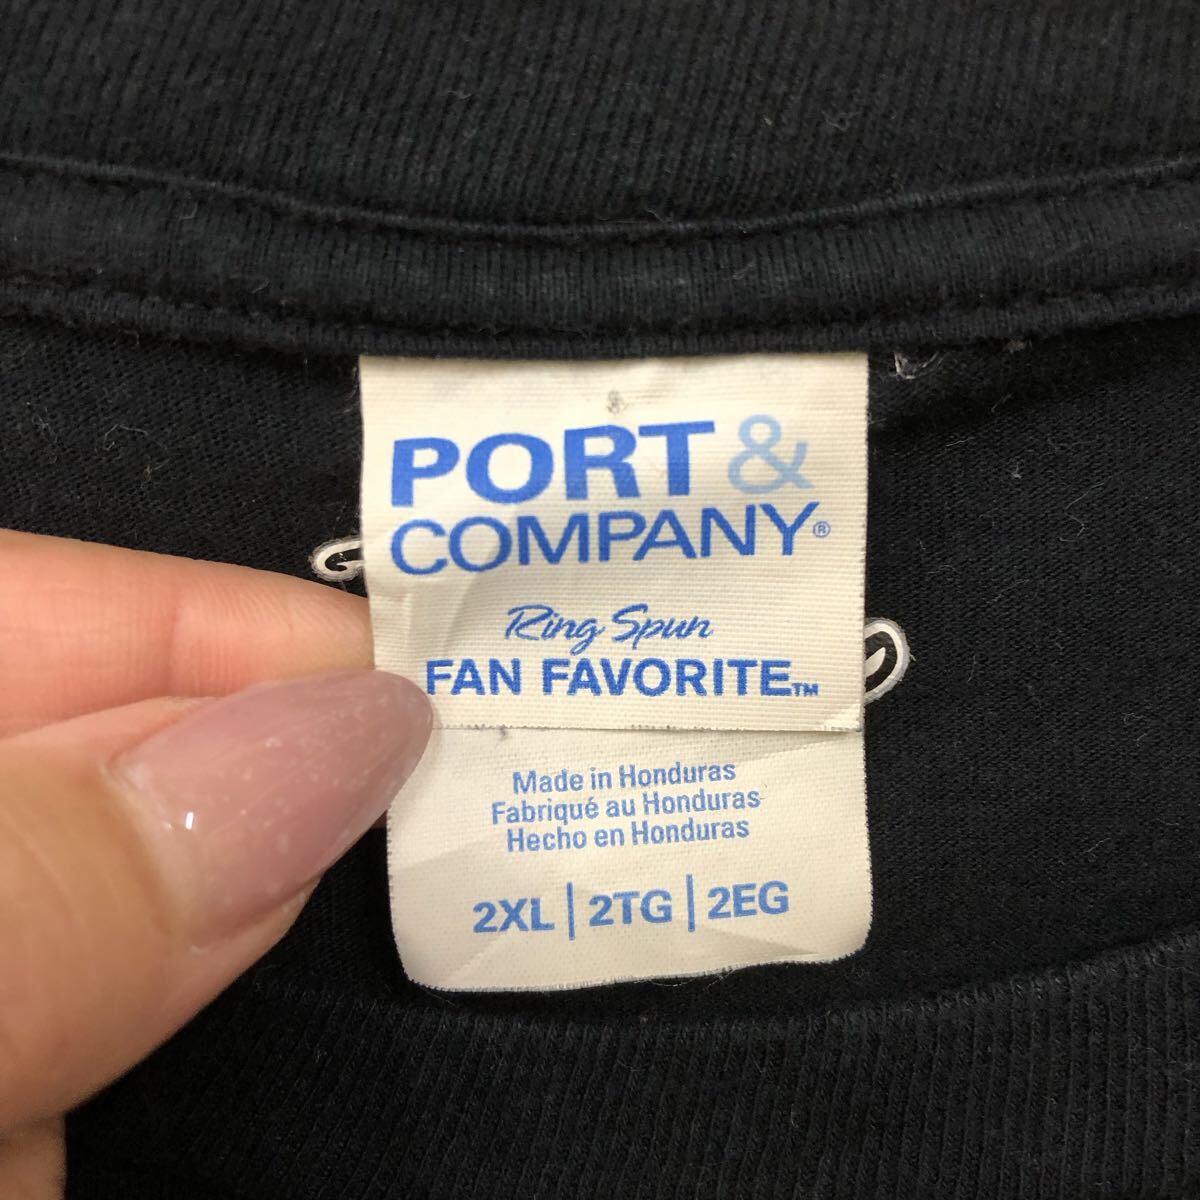 PORT &
COMPANY®
Ring Spun
FAN FAVORITE™
Made in Honduras
Fabriqué au Honduras
Hecho en Honduras
2XL | 2TG | 2EG